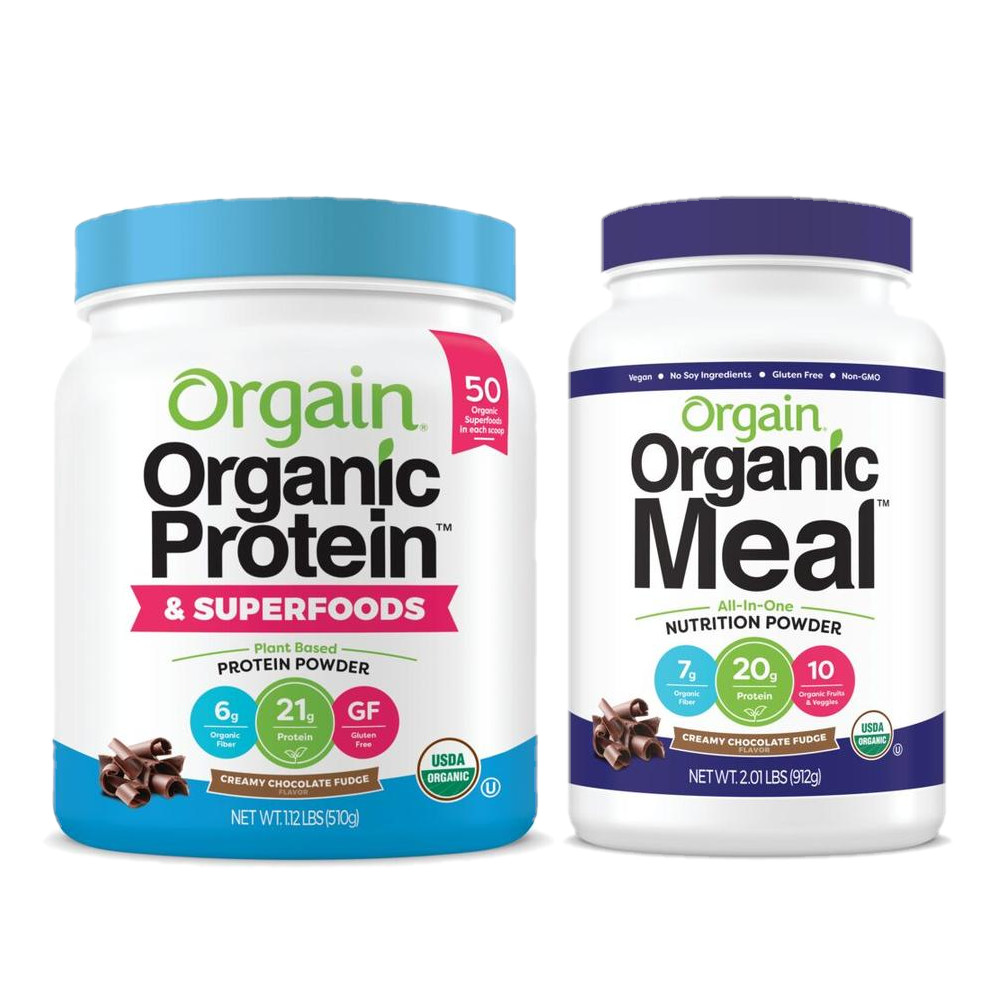 Orgain®
Organic
Protein™
& SUPERFOODS
Plant Based
PROTEIN POWDER
6g
Organic
Fiber
21g
Protein
GF
Gluten
Free
CREAMY CHOCOLATE FUDGE
FLAVOR
NET WT. 1.12 LBS (510g)
USDA
ORGANIC
U
50
Organic
Superfoods
in each scoop
Vegan • No Soy Ingredients • Gluten Free • Non-GMO
Orgain®
Organic
Meal™
All-In-One
NUTRITION POWDER
7g
Organic
Fiber
20g
Protein
10
Organic Fruits
& Veggies
CREAMY CHOCOLATE FUDGE
FLAVOR
NET WT. 2.01 LBS (912g)
USDA
ORGANIC
U